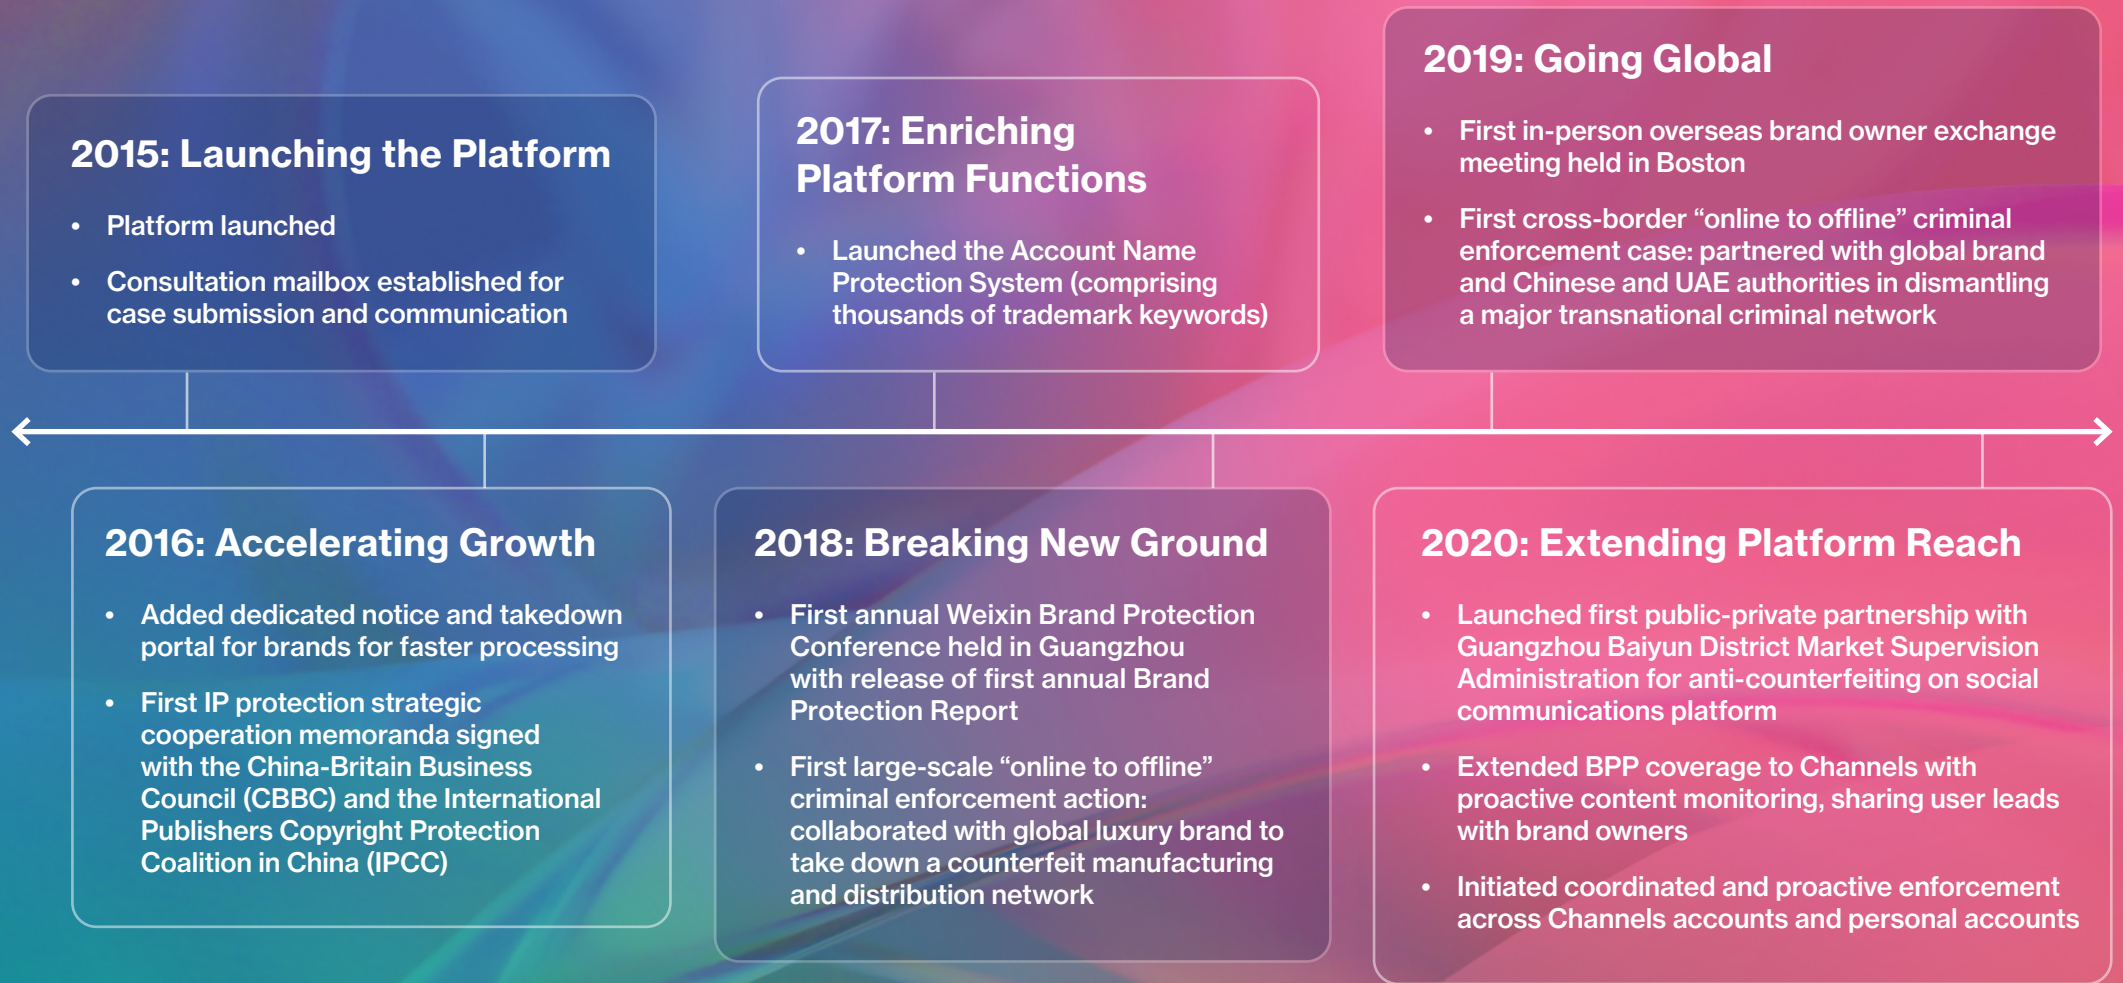 2015: Launching the Platform
• Platform launched
• Consultation mailbox established for
case submission and communication
2016: Accelerating Growth
• Added dedicated notice and takedown
portal for brands for faster processing
• First IP protection strategic
cooperation memoranda signed
with the China-Britain Business
Council (CBBC) and the International
Publishers Copyright Protection
Coalition in China (IPCC)
2017: Enriching
Platform Functions
• Launched the Account Name
Protection System (comprising
thousands of trademark keywords)
2018: Breaking New Ground
• First annual Weixin Brand Protection
Conference held in Guangzhou
with release of first annual Brand
Protection Report
• First large-scale “online to offline”
criminal enforcement action:
collaborated with global luxury brand to
take down a counterfeit manufacturing
and distribution network
2019: Going Global
• First in-person overseas brand owner exchange
meeting held in Boston
• First cross-border “online to offline” criminal
enforcement case: partnered with global brand
and Chinese and UAE authorities in dismantling
a major transnational criminal network
2020: Extending Platform Reach
• Launched first public-private partnership with
Guangzhou Baiyun District Market Supervision
Administration for anti-counterfeiting on social
communications platform
• Extended BPP coverage to Channels with
proactive content monitoring, sharing user leads
with brand owners
• Initiated coordinated and proactive enforcement
across Channels accounts and personal accounts